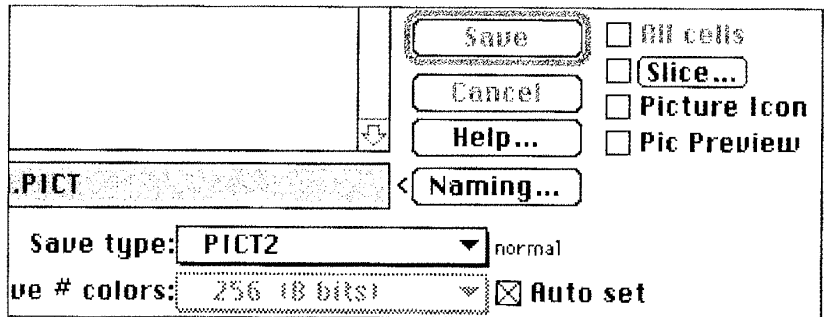 Save
All cells
Slice...
Cancel
Picture Icon
Help...
Pic Preview
.PICT
< Naming...
Save type: PICT2 normal
ve # colors: 256 (8 bits) Auto set